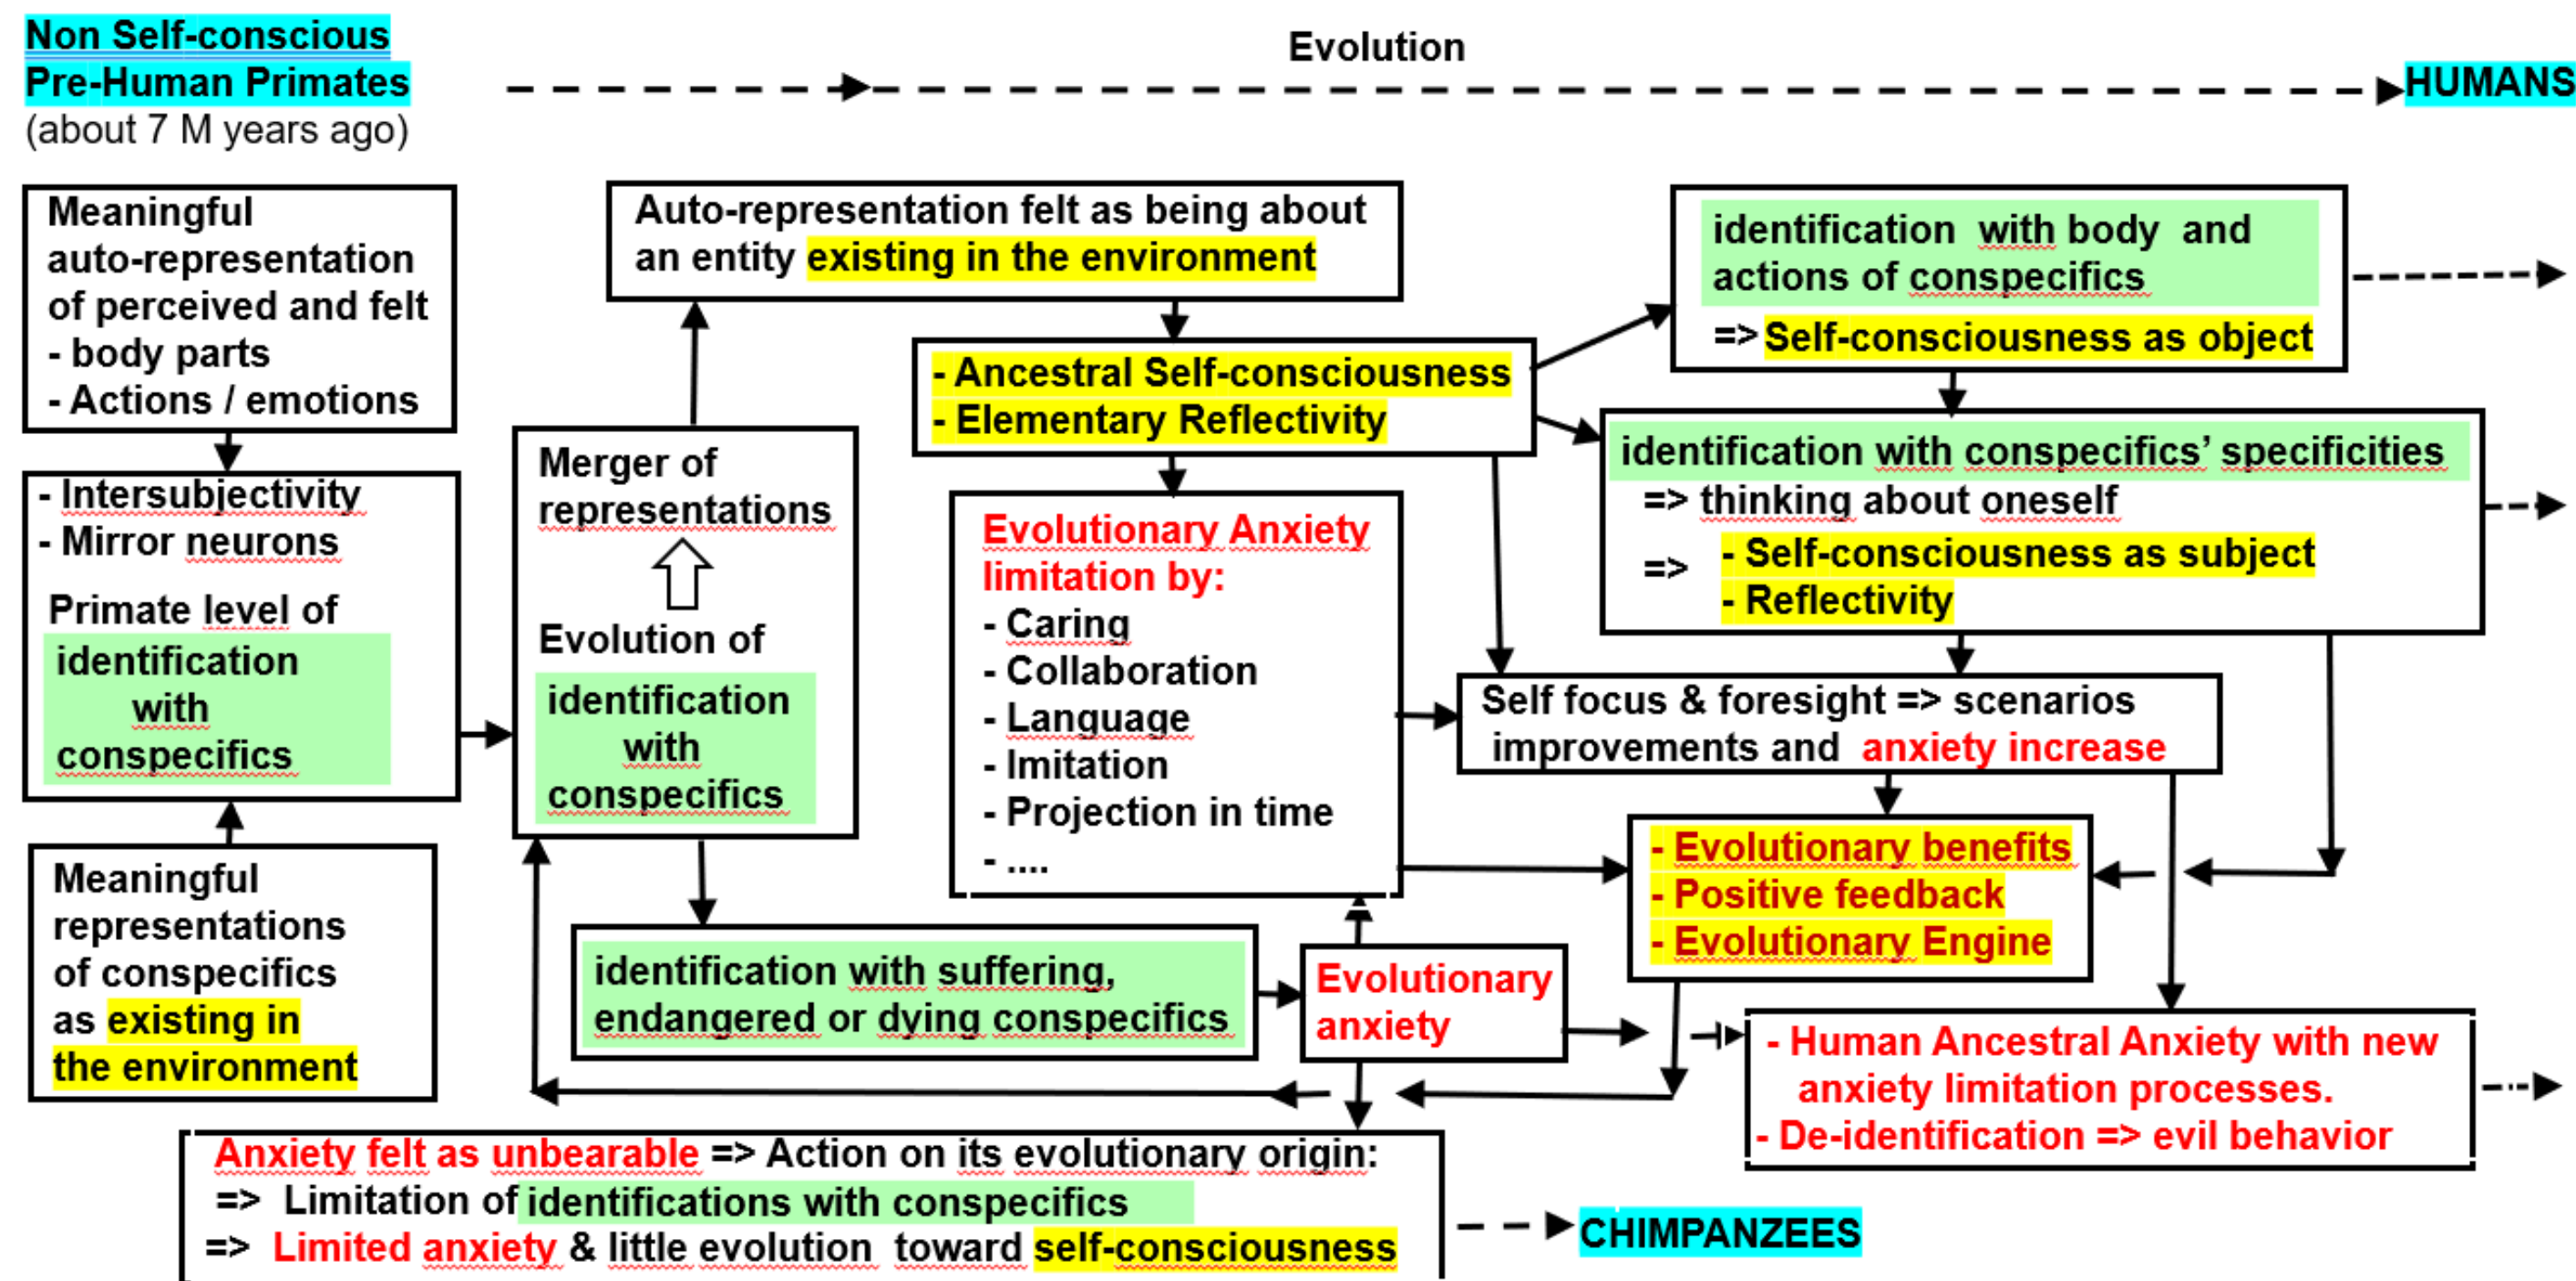 Non Self-conscious
Pre-Human Primates
(about 7 M years ago)
Evolution
HUMANS
Meaningful
auto-representation
of perceived and felt
- body parts
- Actions / emotions
- Intersubjectivity
- Mirror neurons
Primate level of
identification
with
conspecifics
Meaningful
representations
of conspecifics
as existing in
the environment
Merger of
representations
Evolution of
identification
with
conspecifics
Auto-representation felt as being about
an entity existing in the environment
- Ancestral Self-consciousness
- Elementary Reflectivity
Evolutionary Anxiety
limitation by:
- Caring
- Collaboration
- Language
- Imitation
- Projection in time
- ....
identification with suffering,
endangered or dying conspecifics
Evolutionary
anxiety
identification with body and
actions of conspecifics
=> Self-consciousness as object
identification with conspecifics' specificities
=> thinking about oneself
=> - Self-consciousness as subject
- Reflectivity
Self focus & foresight => scenarios
improvements and anxiety increase
- Evolutionary benefits
- Positive feedback
- Evolutionary Engine
- Human Ancestral Anxiety with new
anxiety limitation processes.
- De-identification => evil behavior
Anxiety felt as unbearable => Action on its evolutionary origin:
=> Limitation of identifications with conspecifics
=> Limited anxiety & little evolution toward self-consciousness
CHIMPANZEES